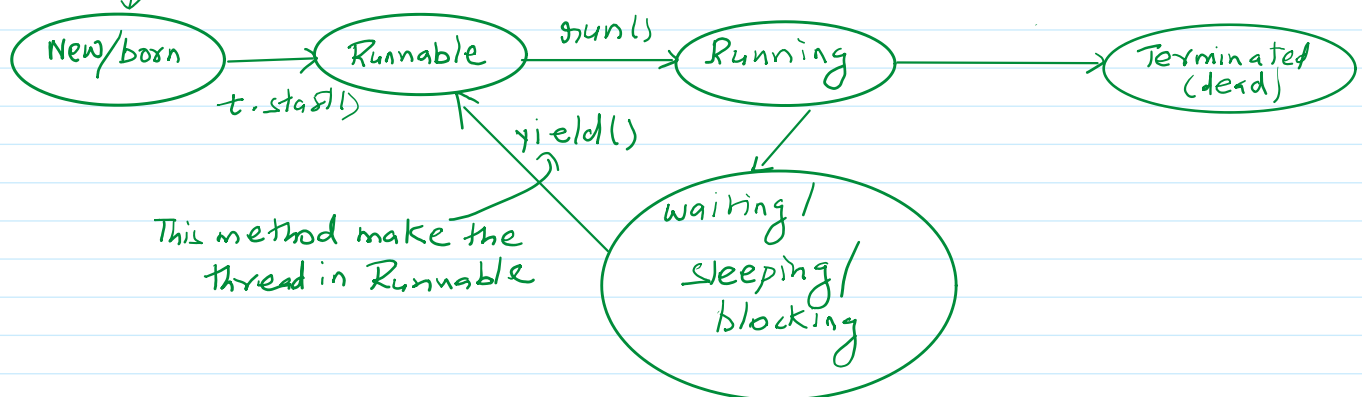 New/born
Runnable
run()
Running
Terminated
(dead)
t.start()
yield()
This method make the
thread in Runnable
waiting/
sleeping/
blocking